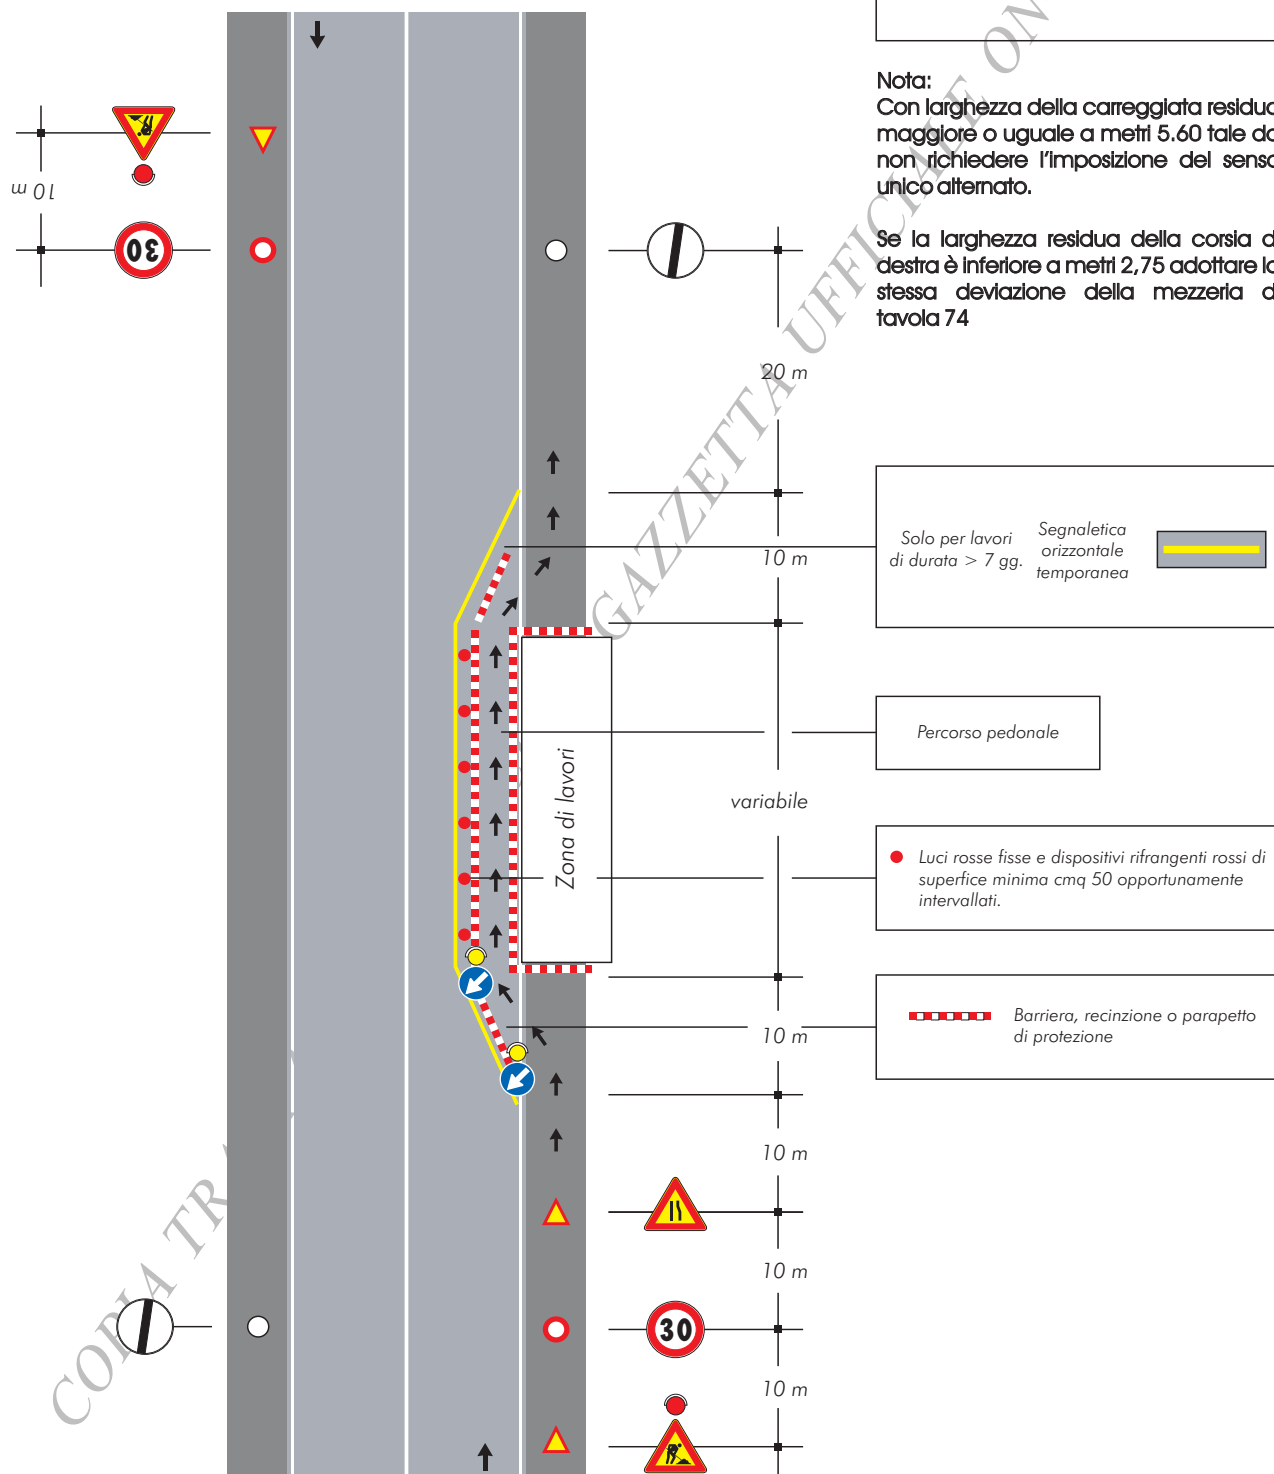 Nota:
Con larghezza della carreggiata residua
maggiore o uguale a metri 5.60 tale da
non richiedere l'imposizione del senso
unico alternato.
Se la larghezza residua della corsia di
destra è inferiore a metri 2,75 adottare la
stessa deviazione della mezzeria di
tavola 74
10 m
30
20 m
10 m
Solo per lavori
di durata > 7 gg.
Segnaletica
orizzontale
temporanea
Percorso pedonale
variabile
Zona di lavori
Luci rosse fisse e dispositivi rifrangenti rossi di
superfice minima cmq 50 opportunamente
intervallati.
Barriera, recinzione o parapetto
di protezione
10 m
10 m
10 m
30
10 m
COPIA TR
GAZZETTA UFFICIALE ON